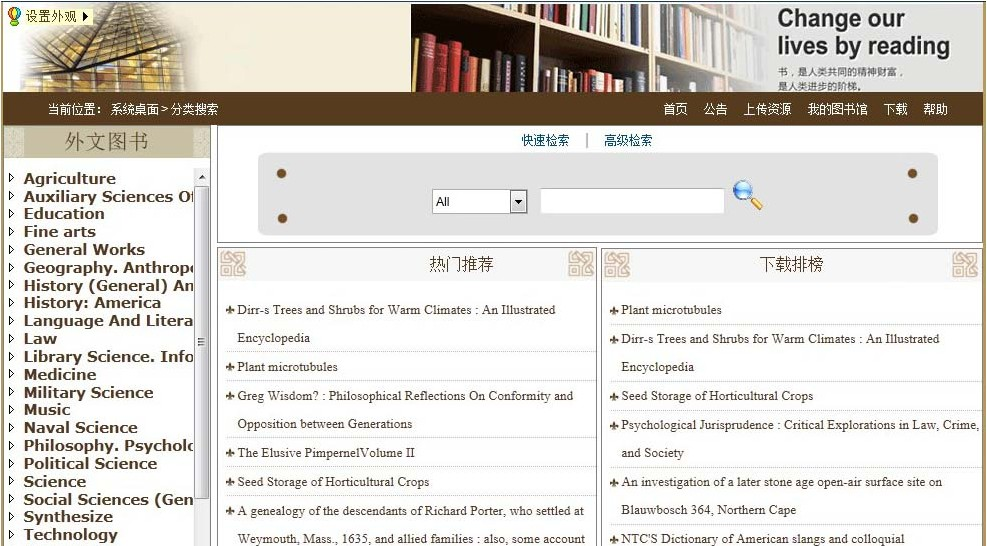 设置外观
Change our
lives by reading
书，是人类共同的精神财富，
是人类进步的阶梯。
当前位置： 系统桌面 > 分类搜索
首页 公告 上传资源 我的图书馆 下载 帮助
外文图书
Agriculture
Auxiliary Sciences Of
Education
Fine arts
General Works
Geography. Anthropo
History (General) An
History: America
Language And Litera
Law
Library Science. Info
Medicine
Military Science
Music
Naval Science
Philosophy. Psycholo
Political Science
Science
Social Sciences (Gen
Synthesize
Technology
快速检索 | 高级检索
All
热门推荐
Dirr-s Trees and Shrubs for Warm Climates : An Illustrated
Encyclopedia
Plant microtubules
Greg Wisdom? : Philosophical Reflections On Conformity and
Opposition between Generations
The Elusive PimpernelVolume II
Seed Storage of Horticultural Crops
A genealogy of the descendants of Richard Porter, who settled at
Weymouth, Mass., 1635, and allied families : also, some account
下载排榜
Plant microtubules
Dirr-s Trees and Shrubs for Warm Climates : An Illustrated
Encyclopedia
Seed Storage of Horticultural Crops
Psychological Jurisprudence : Critical Explorations in Law, Crime,
and Society
An investigation of a later stone age open-air surface site on
Blauwbosch 364, Northern Cape
NTC'S Dictionary of American slangs and colloquial